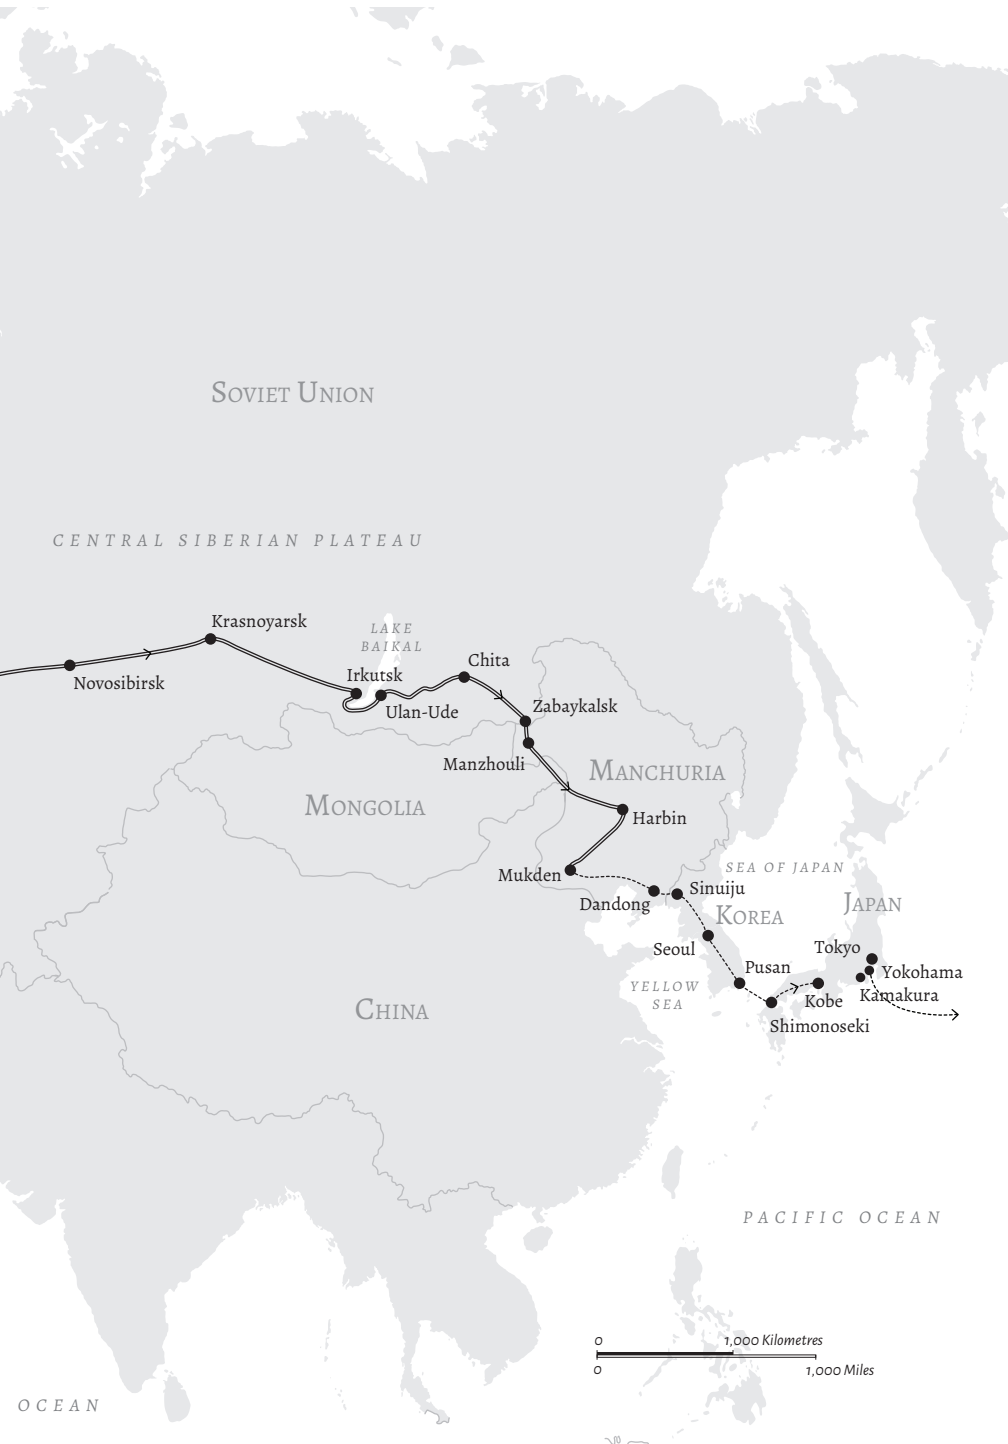 Soviet Union
CENTRAL SIBERIAN PLATEAU
Krasnoyarsk
LAKE
BAIKAL
Chita
Irkutsk
Novosibirsk
Ulan-Ude
Zabaykalsk
Manzhouli
Manchuria
Mongolia
Harbin
SEA OF JAPAN
Mukden
Sinuiju
Dandong
Japan
Korea
Seoul
Tokyo
Pusan
Yokohama
YELLOW
SEA
Kobe
Kamakura
China
Shimonoseki
PACIFIC OCEAN
0 1,000 Kilometres
0 1,000 Miles
OCEAN